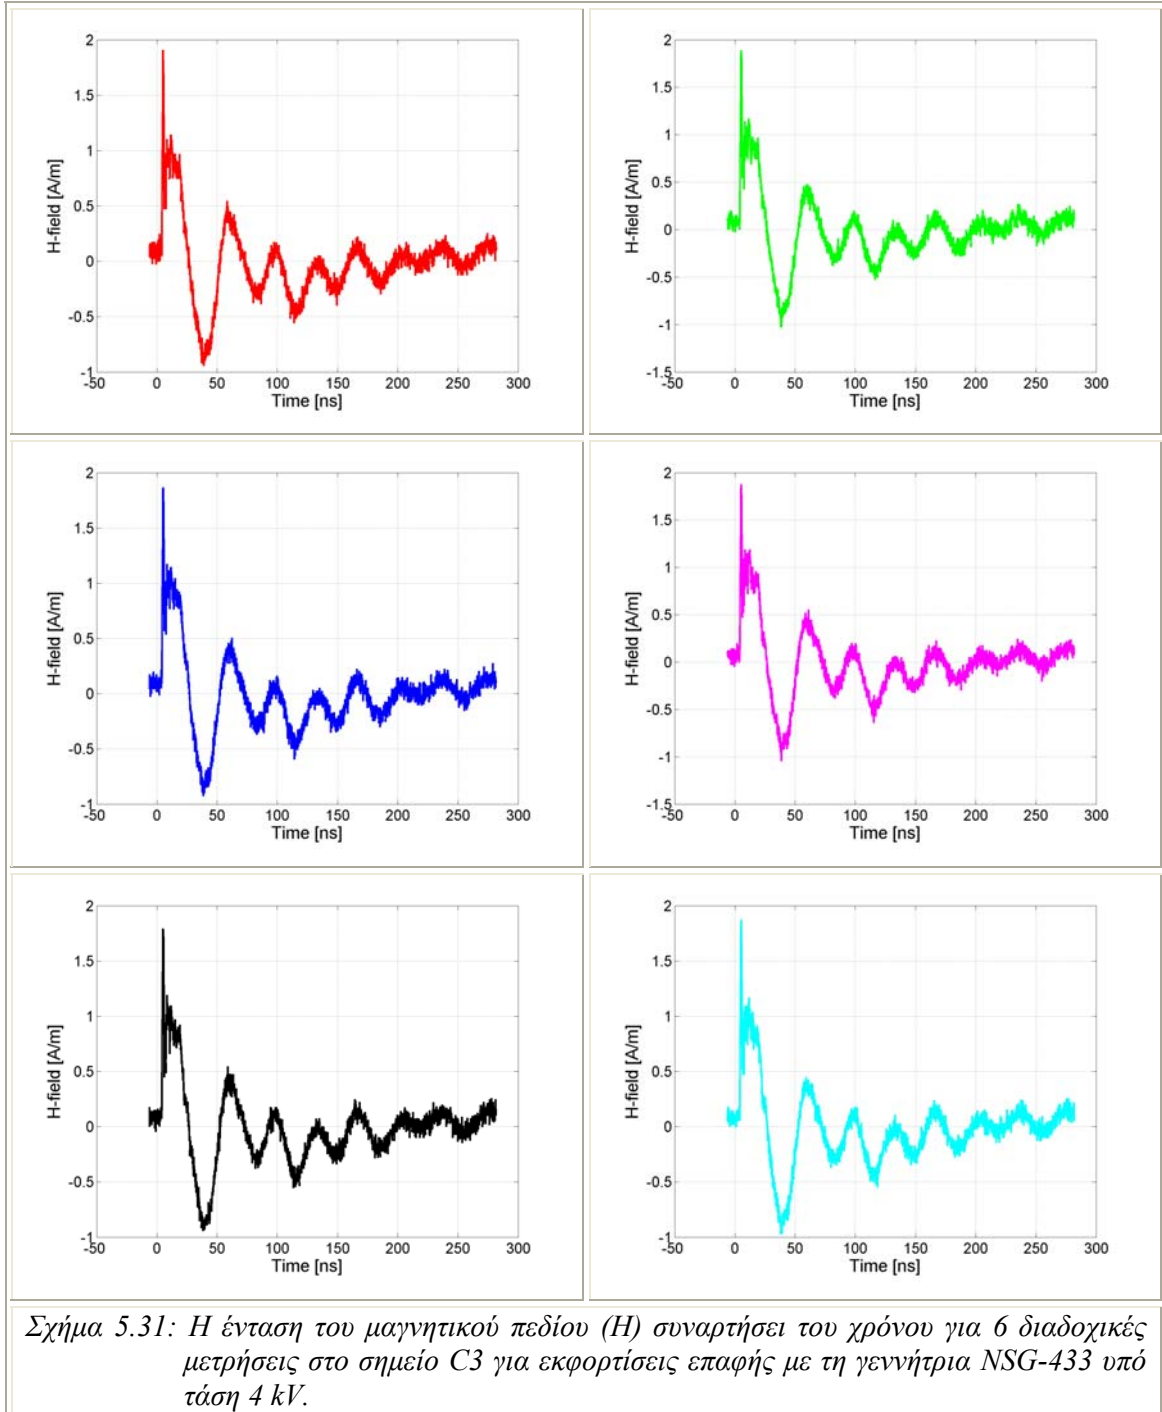 2
1.5
1
0.5
0
-0.5
-1
-50 0 50 100 150 200 250 300
Time [ns]
H-field [A/m]
2
1.5
1
0.5
0
-0.5
-1
-1.5
-50 0 50 100 150 200 250 300
Time [ns]
H-field [A/m]
2
1.5
1
0.5
0
-0.5
-1
-50 0 50 100 150 200 250 300
Time [ns]
H-field [A/m]
2
1.5
1
0.5
0
-0.5
-1
-1.5
-50 0 50 100 150 200 250 300
Time [ns]
H-field [A/m]
2
1.5
1
0.5
0
-0.5
-1
-50 0 50 100 150 200 250 300
Time [ns]
H-field [A/m]
2
1.5
1
0.5
0
-0.5
-1
-50 0 50 100 150 200 250 300
Time [ns]
H-field [A/m]
Σχήμα 5.31: Η ένταση του μαγνητικού πεδίου (Η) συναρτήσει του χρόνου για 6 διαδοχικές
μετρήσεις στο σημείο C3 για εκφορτίσεις επαφής με τη γεννήτρια NSG-433 υπό
τάση 4 kV.